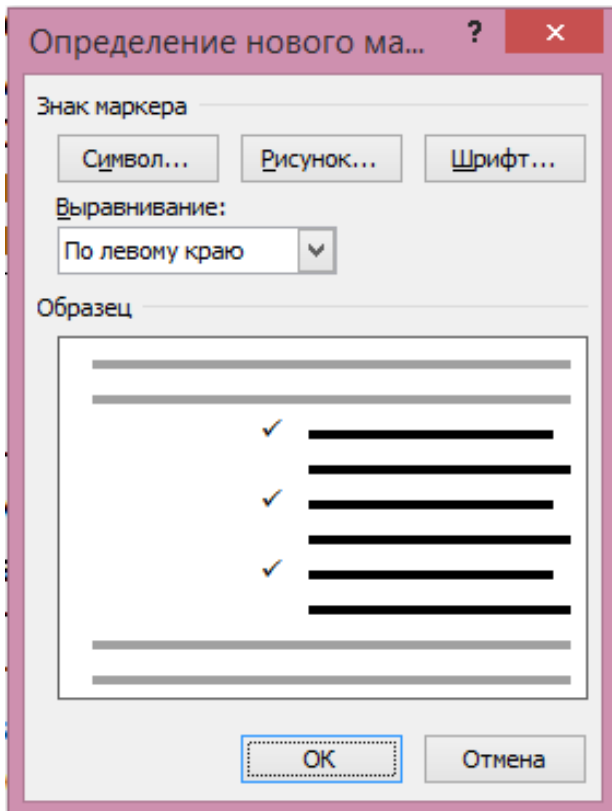 Определение нового ма... ?
Знак маркера
Символ... Рисунок... Шрифт...
Выравнивание:
По левому краю
Образец
ОК Отмена